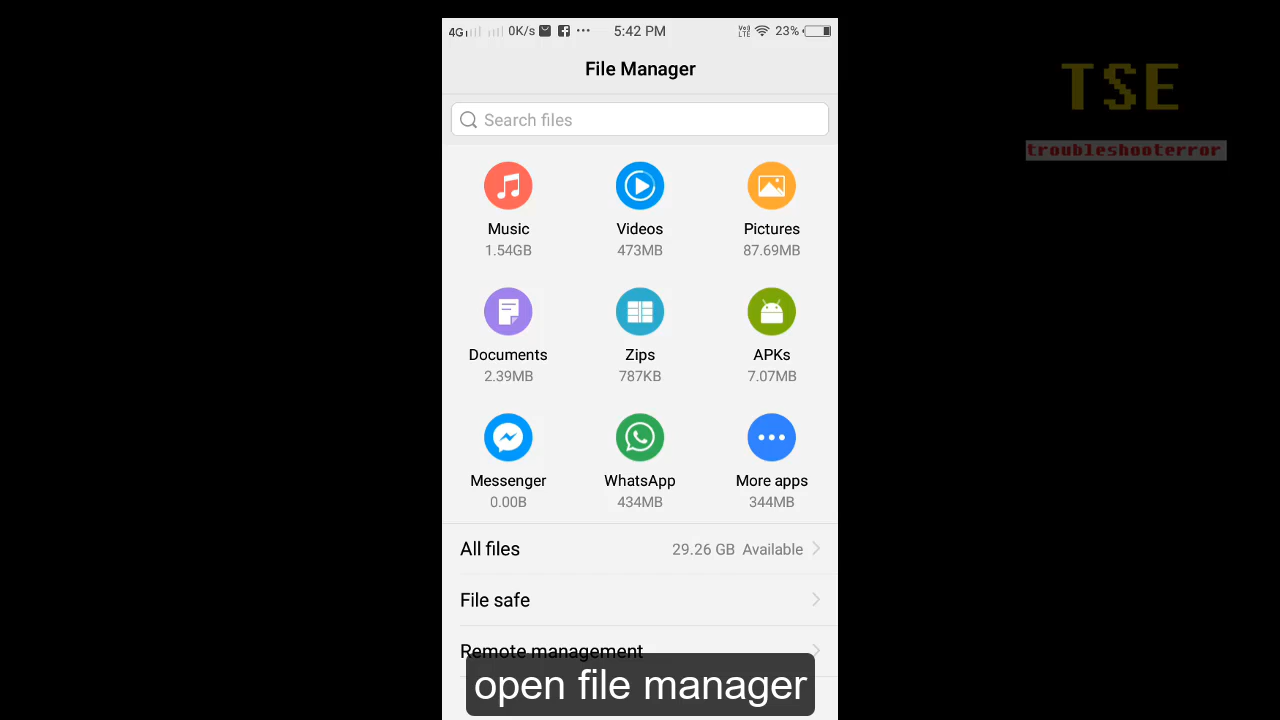 4G 0K/s ... 5:42 PM VoLTE 23%
File Manager
TSE
Search files
troubleshooterror
Music Videos Pictures
1.54GB 473MB 87.69MB
Documents Zips APKs
2.39MB 787KB 7.07MB
Messenger WhatsApp More apps
0.00B 434MB 344MB
All files 29.26 GB Available
File safe
Remote management
open file manager